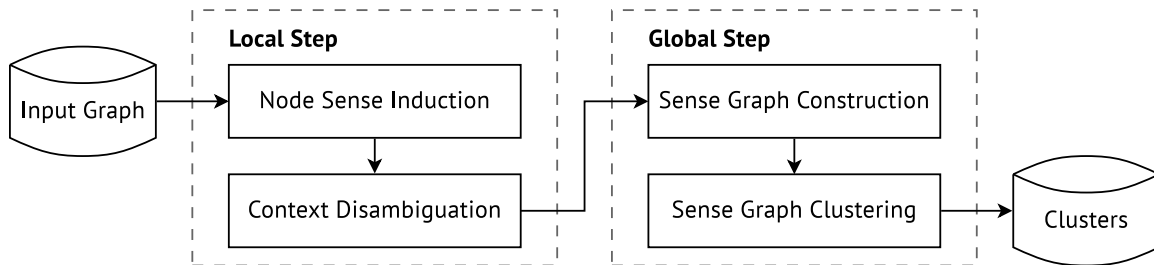 Local Step
Global Step
Input Graph
Node Sense Induction
Sense Graph Construction
Context Disambiguation
Sense Graph Clustering
Clusters